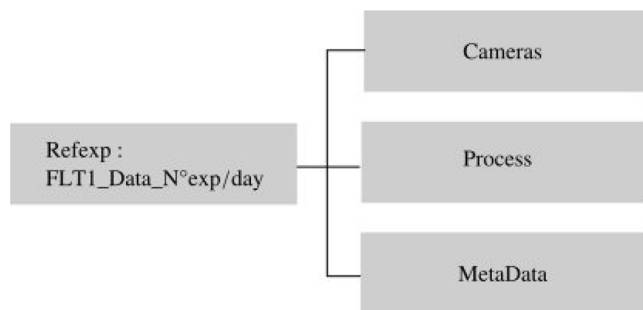 Refexp :
FLT1_Data_N°exp/day
Cameras
Process
MetaData